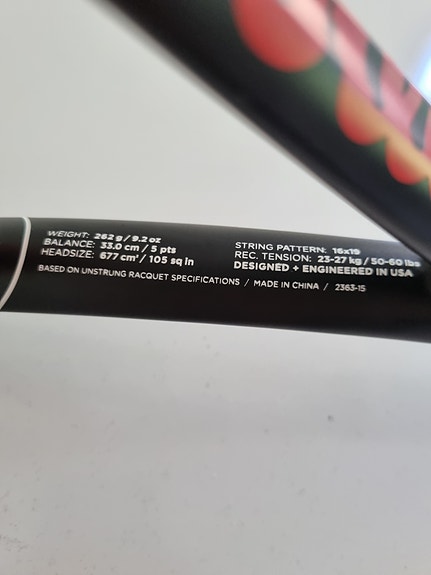 WEIGHT: 262 g / 9.2 oz
BALANCE: 33.0 cm / 5 pts
HEADSIZE: 677 cm² / 105 sq in
STRING PATTERN: 16x19
REC. TENSION: 23-27 kg / 50-60 lbs
DESIGNED + ENGINEERED IN USA
BASED ON UNSTRUNG RACQUET SPECIFICATIONS / MADE IN CHINA / 2363-15